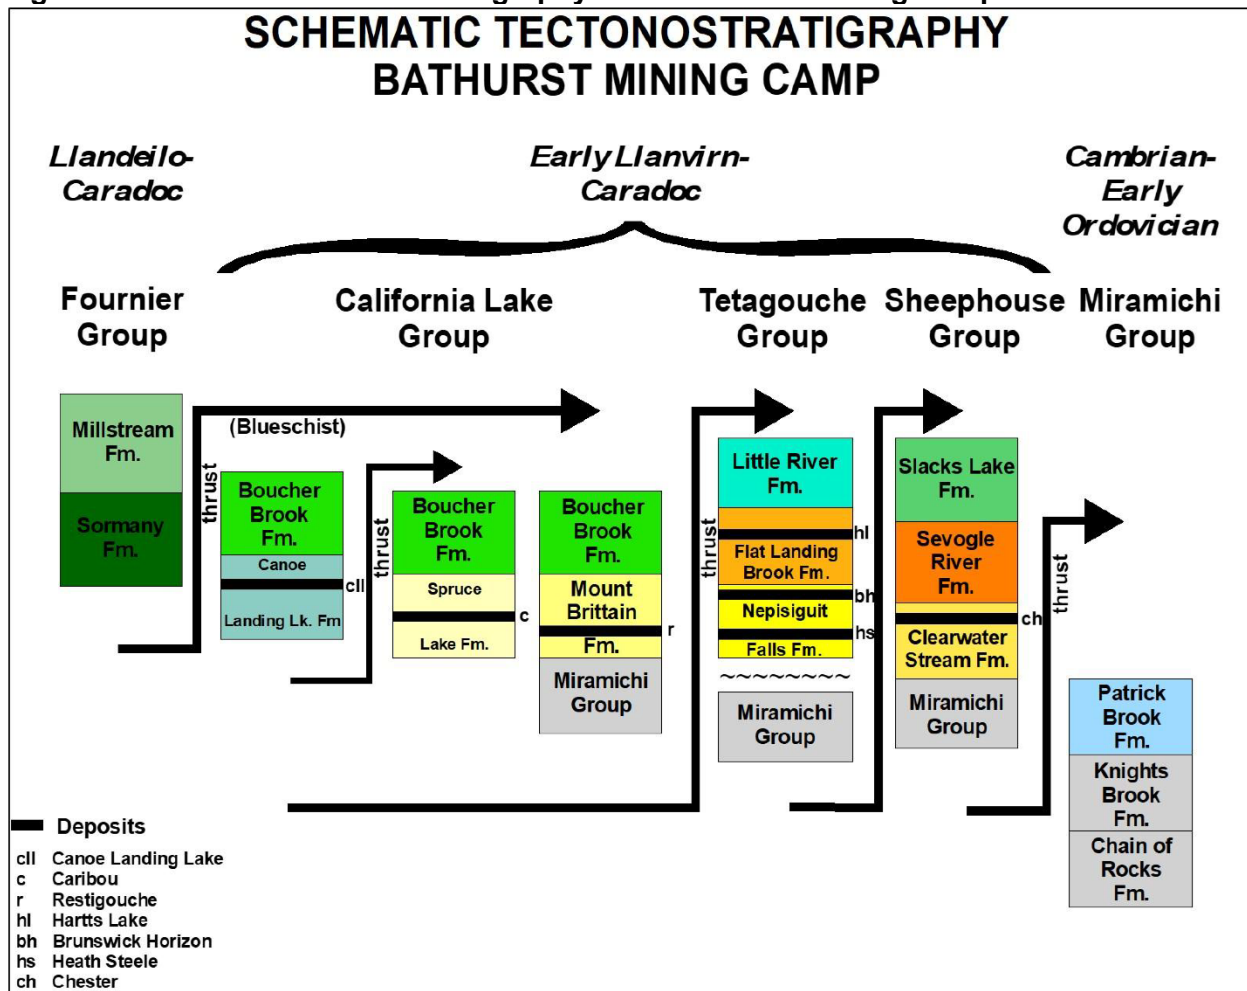 SCHEMATIC TECTONOSTRATIGRAPHY
BATHURST MINING CAMP
Llandeilo-
Caradoc
Early Llanvirn-
Caradoc
Cambrian-
Early
Ordovician
Fournier
Group
California Lake
Group
Tetagouche
Group
Sheephouse
Group
Miramichi
Group
Millstream
Fm.
Sormany
Fm.
thrust
(Blueschist)
Boucher
Brook
Fm.
Canoe
cll
Landing Lk. Fm
thrust
Boucher
Brook
Fm.
Spruce
c
Lake Fm.
Boucher
Brook
Fm.
Mount
Brittain
r
Fm.
Miramichi
Group
thrust
Little River
Fm.
hl
Flat Landing
Brook Fm.
bh
Nepisiguit
hs
Falls Fm.
~~~~~~~~
Miramichi
Group
Slacks Lake
Fm.
Sevogle
River
Fm.
ch
Clearwater
Stream Fm.
Miramichi
Group
thrust
Patrick
Brook
Fm.
Knights
Brook
Fm.
Chain of
Rocks
Fm.
Deposits
cll Canoe Landing Lake
c Caribou
r Restigouche
hl Hartts Lake
bh Brunswick Horizon
hs Heath Steele
ch Chester